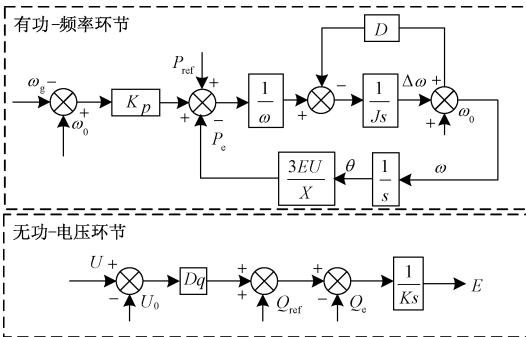 有功-频率环节
D
P_ref
ω_g - + ω_0
K_p
+ + -
P_e
1/ω
+ -
1/Js
Δω + +
ω_0
3EU/X
θ
1/s
ω
无功-电压环节
U + - U_0
Dq
+ + Q_ref
+ - Q_e
1/Ks
E